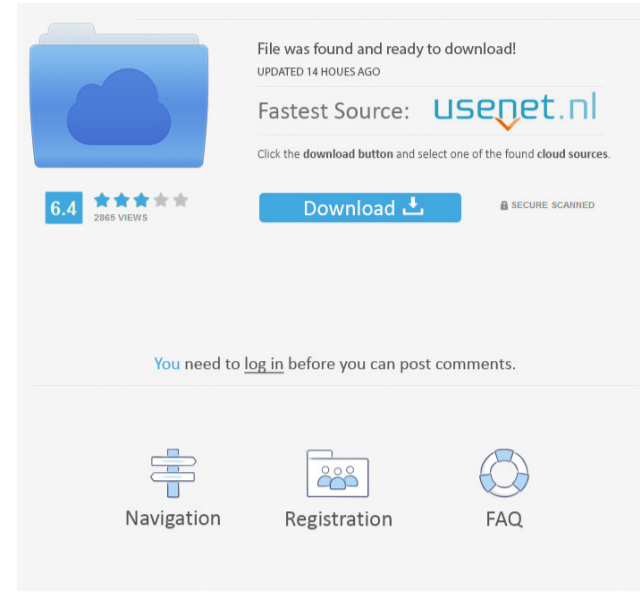 File was found and ready to download!
UPDATED 14 HOUES AGO
Fastest Source: usenet.nl
Click the download button and select one of the found cloud sources.
6.4
2865 VIEWS
Download
SECURE SCANNED
You need to log in before you can post comments.
Navigation
Registration
FAQ